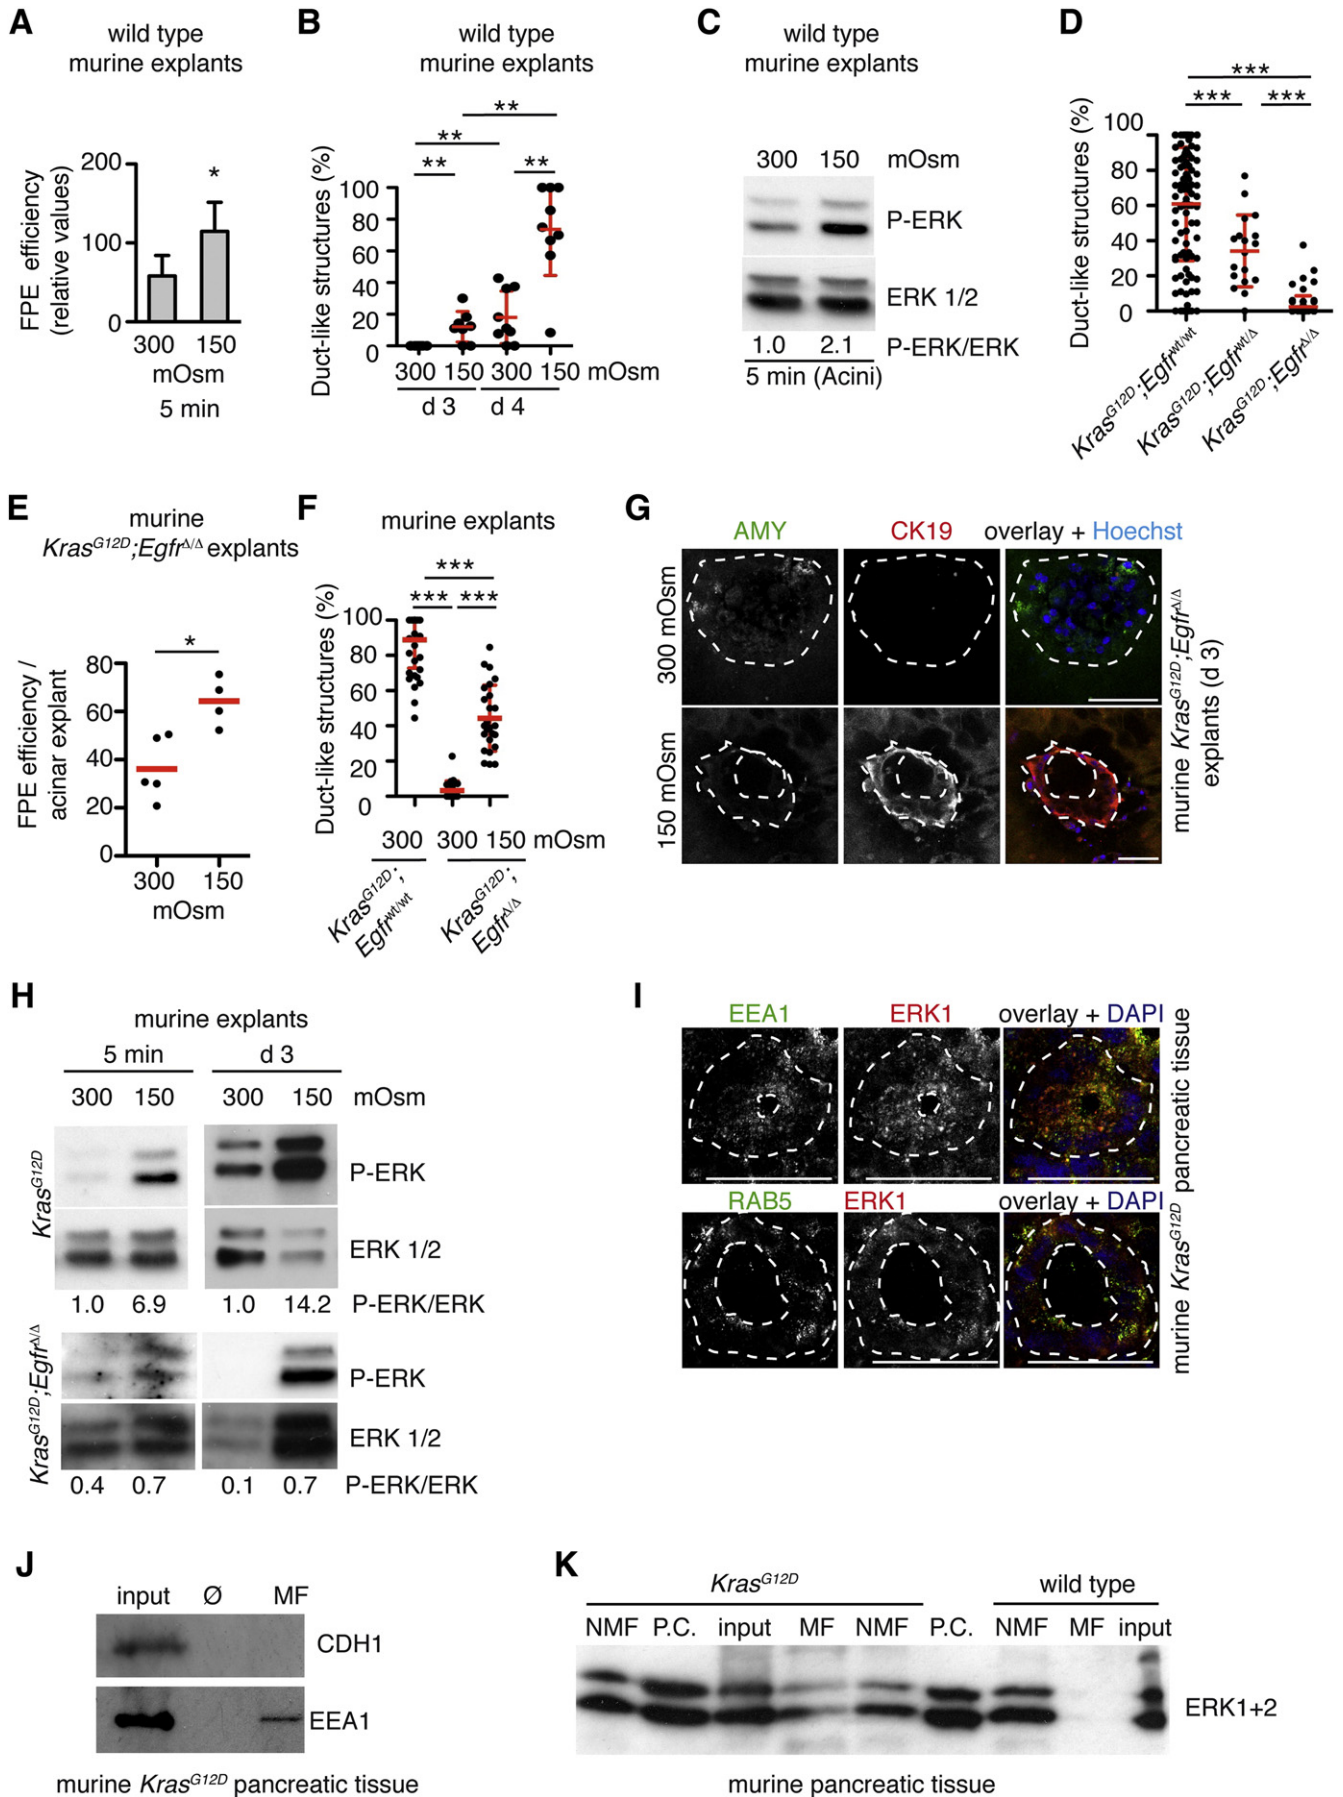 A
wild type
murine explants
FPE efficiency
(relative values)
200
100
0
*
300 150
mOsm
5 min
B
wild type
murine explants
Duct-like structures (%)
100
80
60
40
20
0
**
**
** **
300 150 300 150 mOsm
d 3 d 4
C
wild type
murine explants
300 150 mOsm
P-ERK
ERK 1/2
1.0 2.1 P-ERK/ERK
5 min (Acini)
D
Duct-like structures (%)
100
80
60
40
20
0
***
*** ***
KrasG12D;Egfrwt/wt
KrasG12D;Egfrwt/Δ
KrasG12D;EgfrΔ/Δ
E
murine
KrasG12D;EgfrΔ/Δ explants
FPE efficiency /
acinar explant
80
60
40
20
0
*
300 150
mOsm
F
murine explants
Duct-like structures (%)
100
80
60
40
20
0
***
*** ***
300 300 150 mOsm
KrasG12D;
Egfrwt/wt
KrasG12D;
EgfrΔ/Δ
G
AMY CK19 overlay + Hoechst
300 mOsm
150 mOsm
murine KrasG12D;EgfrΔ/Δ
explants (d 3)
H
murine explants
5 min d 3
300 150 300 150 mOsm
KrasG12D
P-ERK
ERK 1/2
1.0 6.9 1.0 14.2 P-ERK/ERK
KrasG12D;EgfrΔ/Δ
P-ERK
ERK 1/2
0.4 0.7 0.1 0.7 P-ERK/ERK
I
EEA1 ERK1 overlay + DAPI
RAB5 ERK1 overlay + DAPI
murine KrasG12D pancreatic tissue
J
input Ø MF
CDH1
EEA1
murine KrasG12D pancreatic tissue
K
KrasG12D wild type
NMF P.C. input MF NMF P.C. NMF MF input
ERK1+2
murine pancreatic tissue